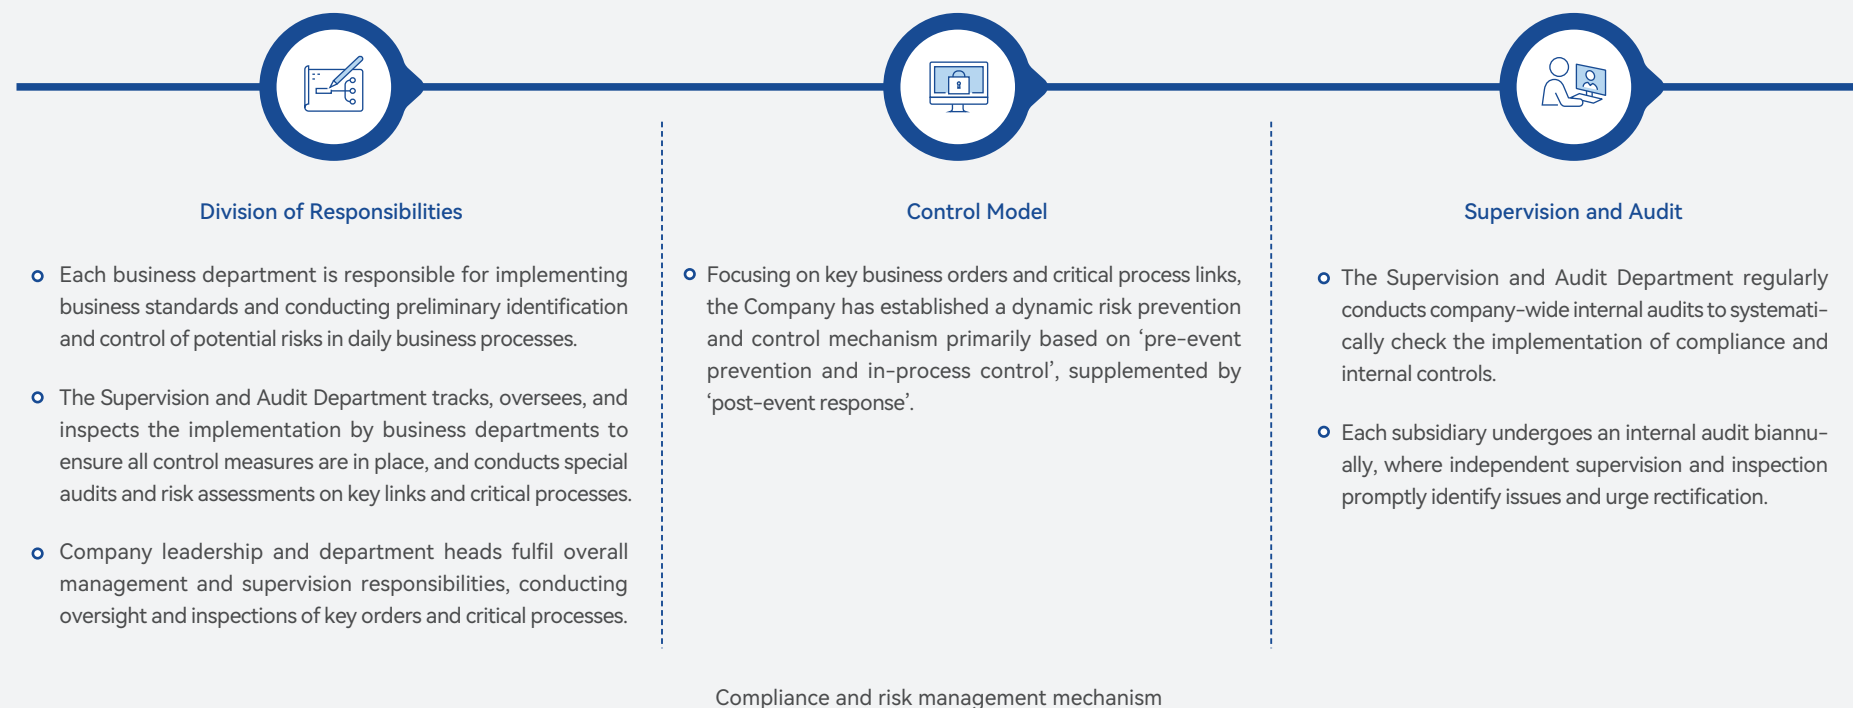 Division of Responsibilities
Each business department is responsible for implementing
business standards and conducting preliminary identification
and control of potential risks in daily business processes.
The Supervision and Audit Department tracks, oversees, and
inspects the implementation by business departments to
ensure all control measures are in place, and conducts special
audits and risk assessments on key links and critical processes.
Company leadership and department heads fulfil overall
management and supervision responsibilities, conducting
oversight and inspections of key orders and critical processes.
Control Model
Focusing on key business orders and critical process links,
the Company has established a dynamic risk prevention
and control mechanism primarily based on ‘pre-event
prevention and in-process control’, supplemented by
‘post-event response’.
Supervision and Audit
The Supervision and Audit Department regularly
conducts company-wide internal audits to systemati-
cally check the implementation of compliance and
internal controls.
Each subsidiary undergoes an internal audit biannu-
ally, where independent supervision and inspection
promptly identify issues and urge rectification.
Compliance and risk management mechanism